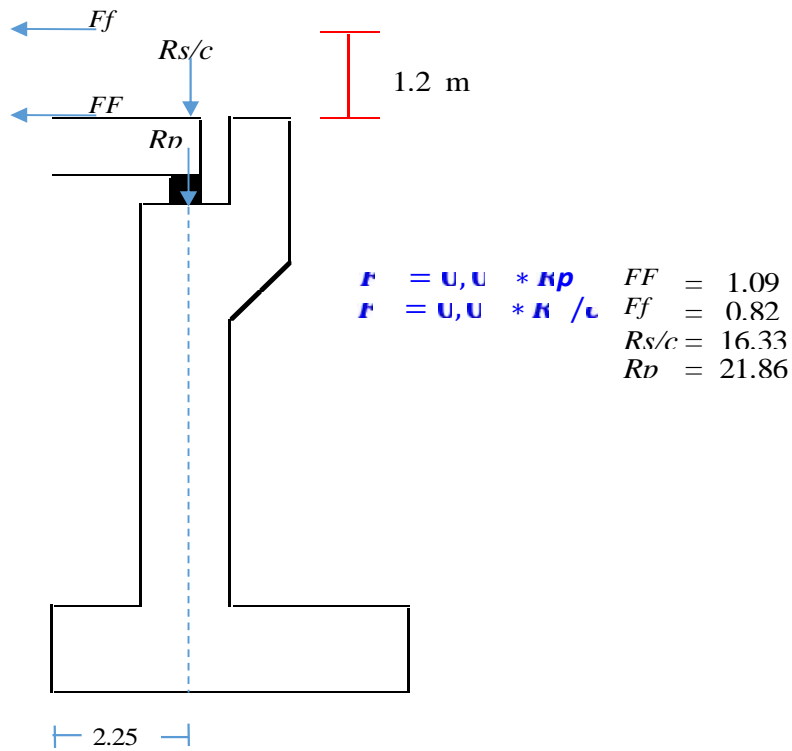 Ff
Rs/c
1.2 m
FF
Rp
= * Rp FF = 1.09
= * Ff = 0.82
Rs/c = 16.33
Rp = 21.86
2.25